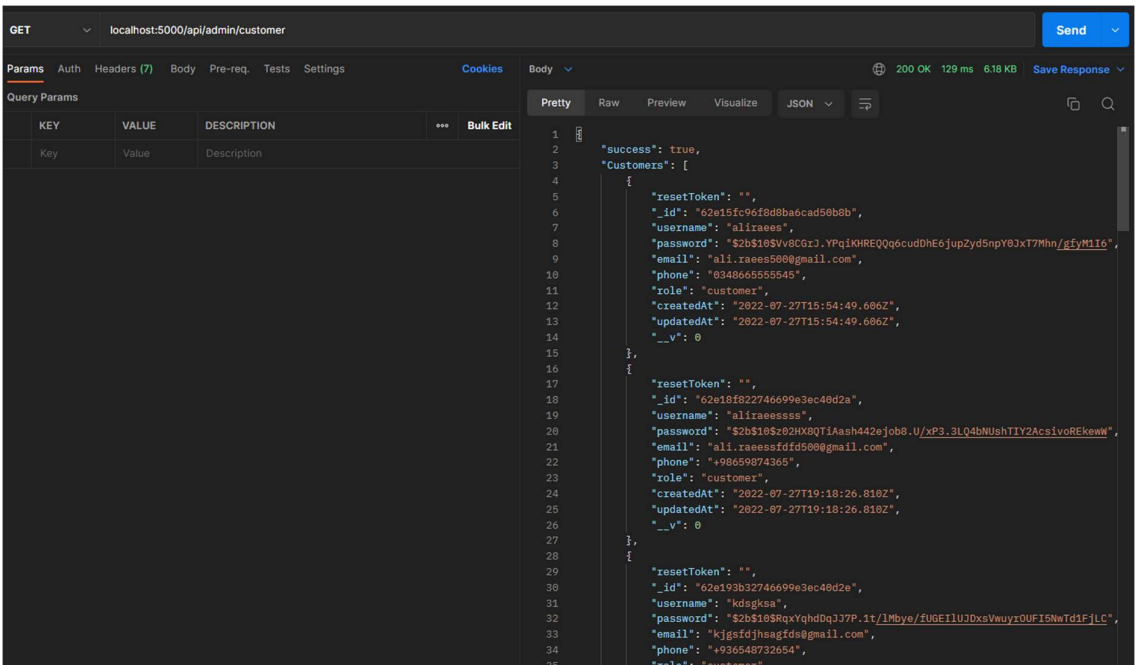 GET localhost:5000/api/admin/customer Send
Params Auth Headers (7) Body Pre-req. Tests Settings Cookies
Query Params
KEY VALUE DESCRIPTION ooo Bulk Edit
Key Value Description
Body 200 OK 129 ms 6.18 KB Save Response
Pretty Raw Preview Visualize JSON
1 {
2 "success": true,
3 "Customers": [
4 {
5 "resetToken": "",
6 "_id": "62e15fc96f8d8ba6cad50b8b",
7 "username": "aliraees",
8 "password": "$2b$10$Vv8CGrJ.YPqiKHREQQq6cudDhE6jupZyd5npY0JxT7Mhn/gfyM1I6",
9 "email": "ali.raees500@gmail.com",
10 "phone": "0348665555545",
11 "role": "customer",
12 "createdAt": "2022-07-27T15:54:49.606Z",
13 "updatedAt": "2022-07-27T15:54:49.606Z",
14 "__v": 0
15 },
16 {
17 "resetToken": "",
18 "_id": "62e18f822746699e3ec40d2a",
19 "username": "aliraeessss",
20 "password": "$2b$10$z02HX8QTiAash442ejob8.U/xP3.3LQ4bNUshTIY2AcsivoREkewW",
21 "email": "ali.raeessfdfd500@gmail.com",
22 "phone": "+98659874365",
23 "role": "customer",
24 "createdAt": "2022-07-27T19:18:26.810Z",
25 "updatedAt": "2022-07-27T19:18:26.810Z",
26 "__v": 0
27 },
28 {
29 "resetToken": "",
30 "_id": "62e193b32746699e3ec40d2e",
31 "username": "kdsgksa",
32 "password": "$2b$10$RqxYqhdDqJJ7P.1t/lMbye/fUGEIlUJDxsVwuyrOUFI5NwTd1FjLC",
33 "email": "kjgsfdjhsagfds@gmail.com",
34 "phone": "+936548732654",
35 "role": "customer"